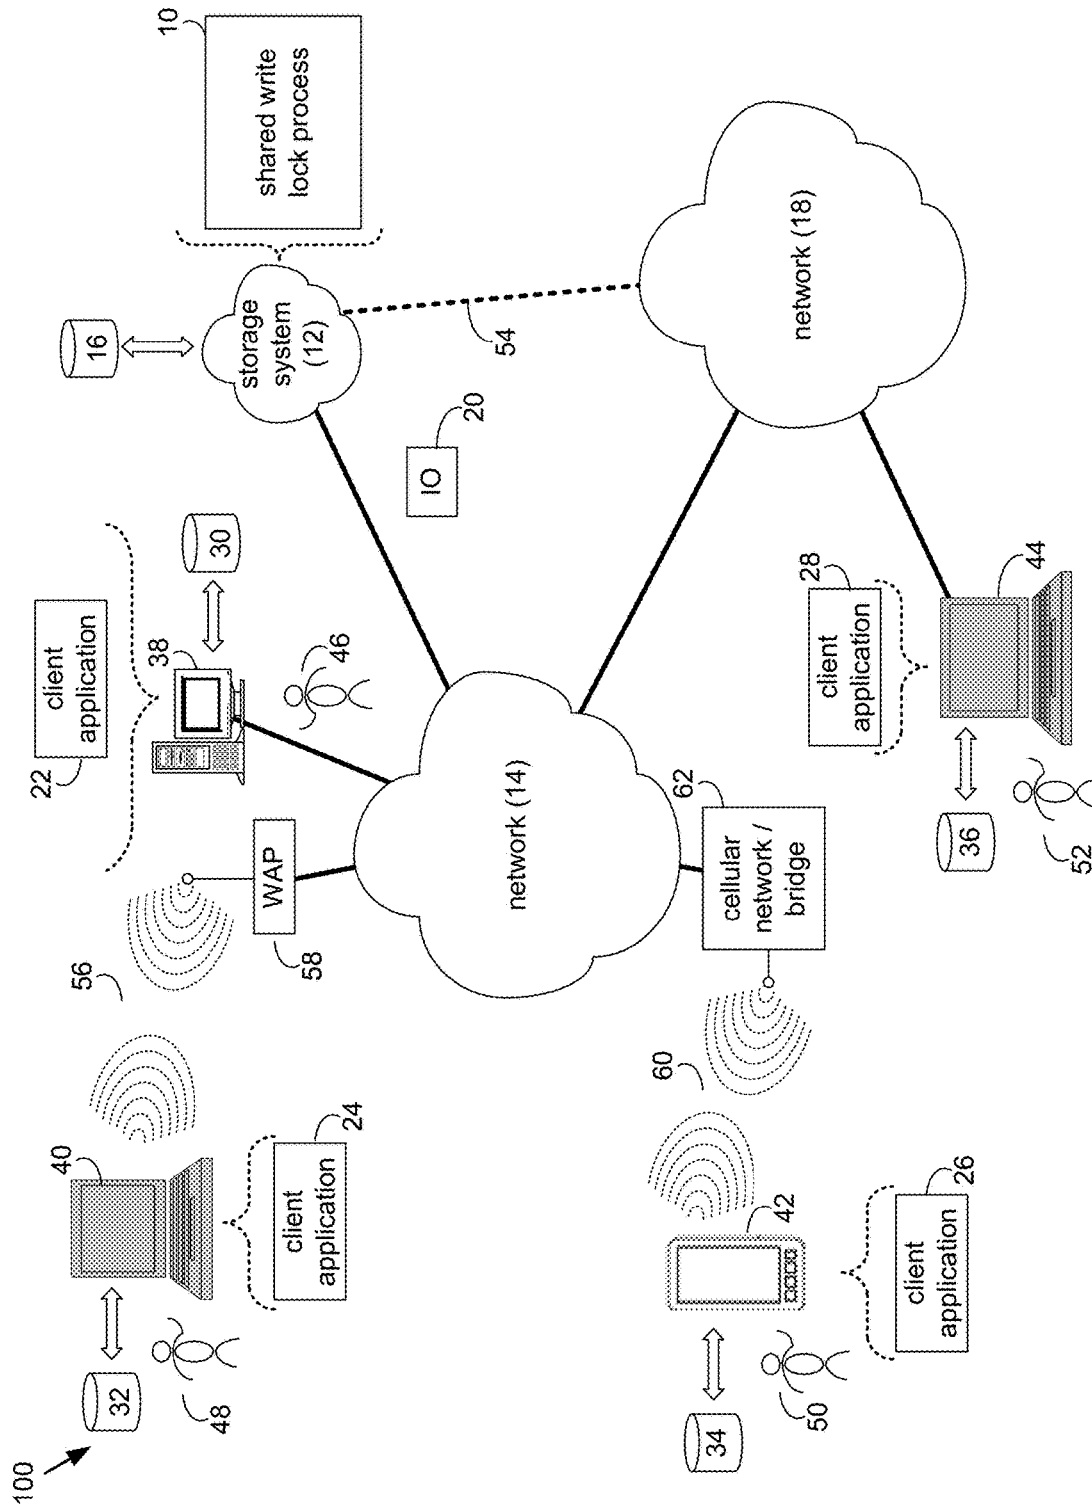 100
22
client
application
40
56
16
32
10
38
30
48
storage
system
(12)
shared write
lock process
WAP
58
24
client
application
46
IO
20
54
network (14)
60
62
34
42
cellular
network /
bridge
50
network (18)
28
client
application
26
client
application
36
44
52